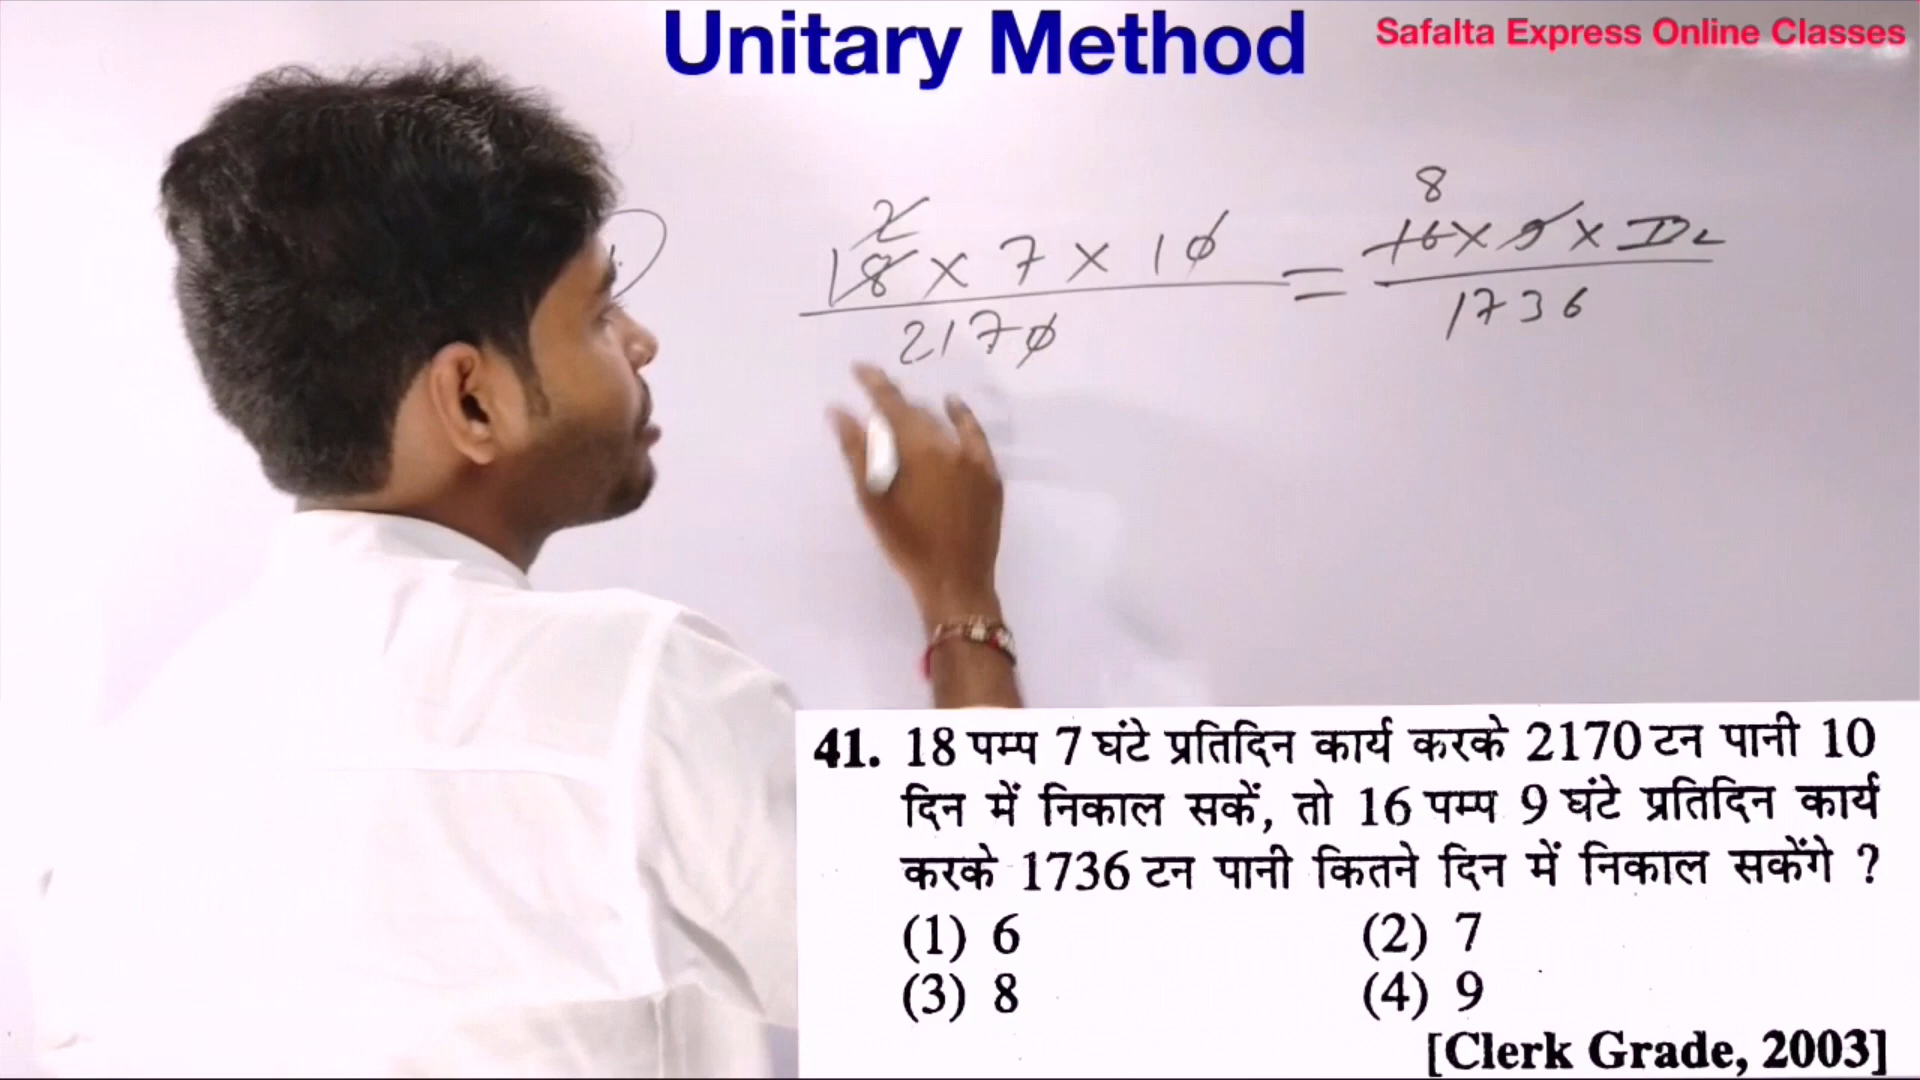 Unitary Method
Safalta Express Online Classes
2
18 × 7 × 10 = 16 × 9 × D₂
8
2170
1736
41. 18 पम्प 7 घंटे प्रतिदिन कार्य करके 2170 टन पानी 10
दिन में निकाल सकें, तो 16 पम्प 9 घंटे प्रतिदिन कार्य
करके 1736 टन पानी कितने दिन में निकाल सकेंगे ?
(1) 6 (2) 7
(3) 8 (4) 9
[Clerk Grade, 2003]